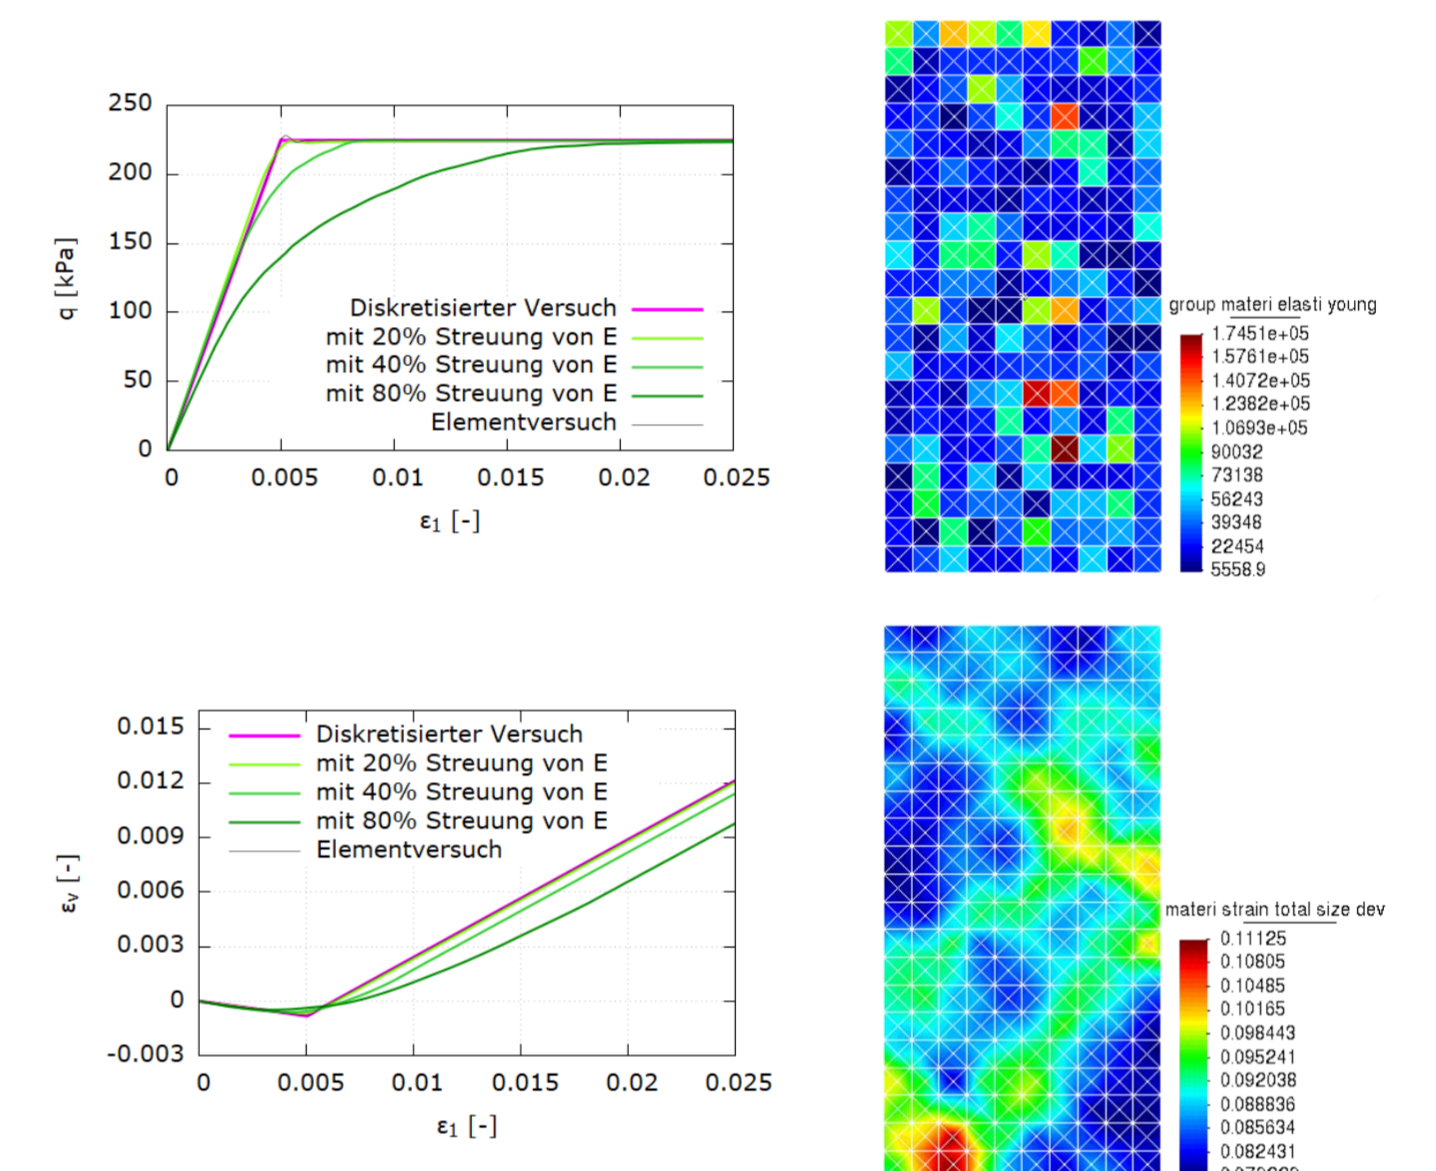 250
200
150
100
50
0
q [kPa]
Diskretisierter Versuch
mit 20% Streuung von E
mit 40% Streuung von E
mit 80% Streuung von E
Elementversuch
0 0.005 0.01 0.015 0.02 0.025
ε1 [-]
group materi elasti young
1.7451e+05
1.5761e+05
1.4072e+05
1.2382e+05
1.0693e+05
90032
73138
56243
39348
22454
5558.9
0.015
0.012
0.009
0.006
0.003
0
-0.003
εv [-]
Diskretisierter Versuch
mit 20% Streuung von E
mit 40% Streuung von E
mit 80% Streuung von E
Elementversuch
0 0.005 0.01 0.015 0.02 0.025
ε1 [-]
materi strain total size dev
0.11125
0.10805
0.10485
0.10165
0.098443
0.095241
0.092038
0.088836
0.085634
0.082431